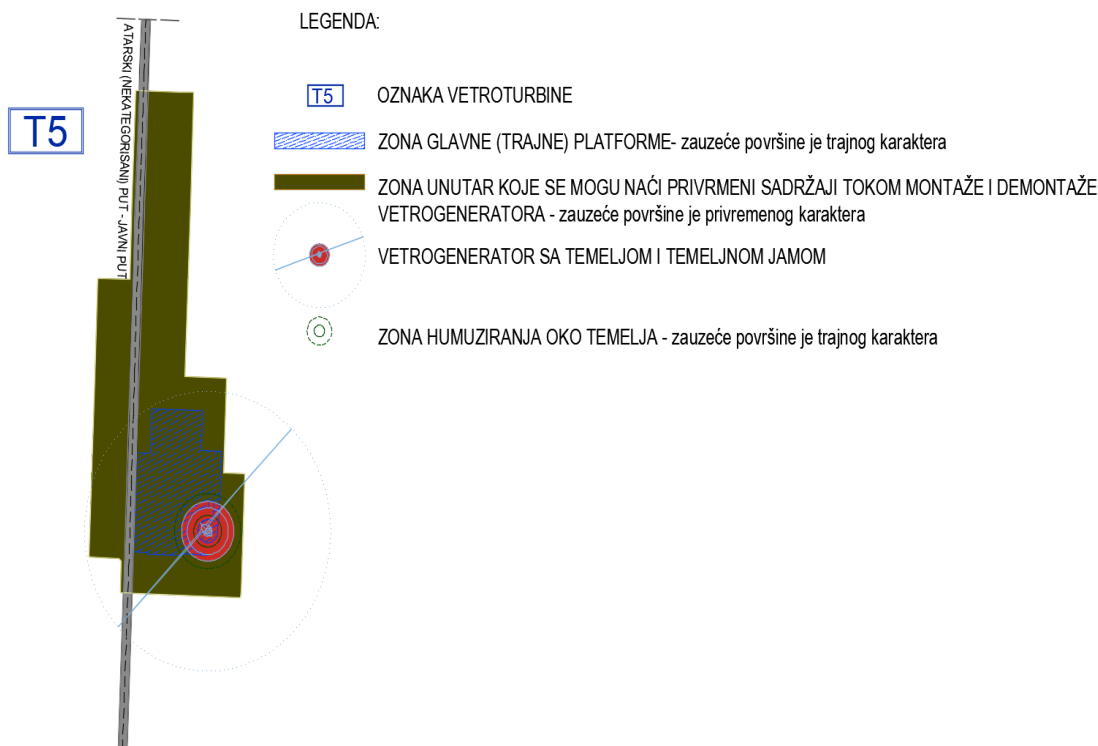 LEGENDA:
T5
ATARSKI (NEKATEGORISANI) PUT - JAVNI PUT
T5 OZNAKA VETROTURBINE
ZONA GLAVNE (TRAJNE) PLATFORME- zauzeće površine je trajnog karaktera
ZONA UNUTAR KOJE SE MOGU NAĆI PRIVRMENI SADRŽAJI TOKOM MONTAŽE I DEMONTAŽE
VETROGENERATORA - zauzeće površine je privremenog karaktera
VETROGENERATOR SA TEMELJOM I TEMELJNOM JAMOM
ZONA HUMUZIRANJA OKO TEMELJA - zauzeće površine je trajnog karaktera